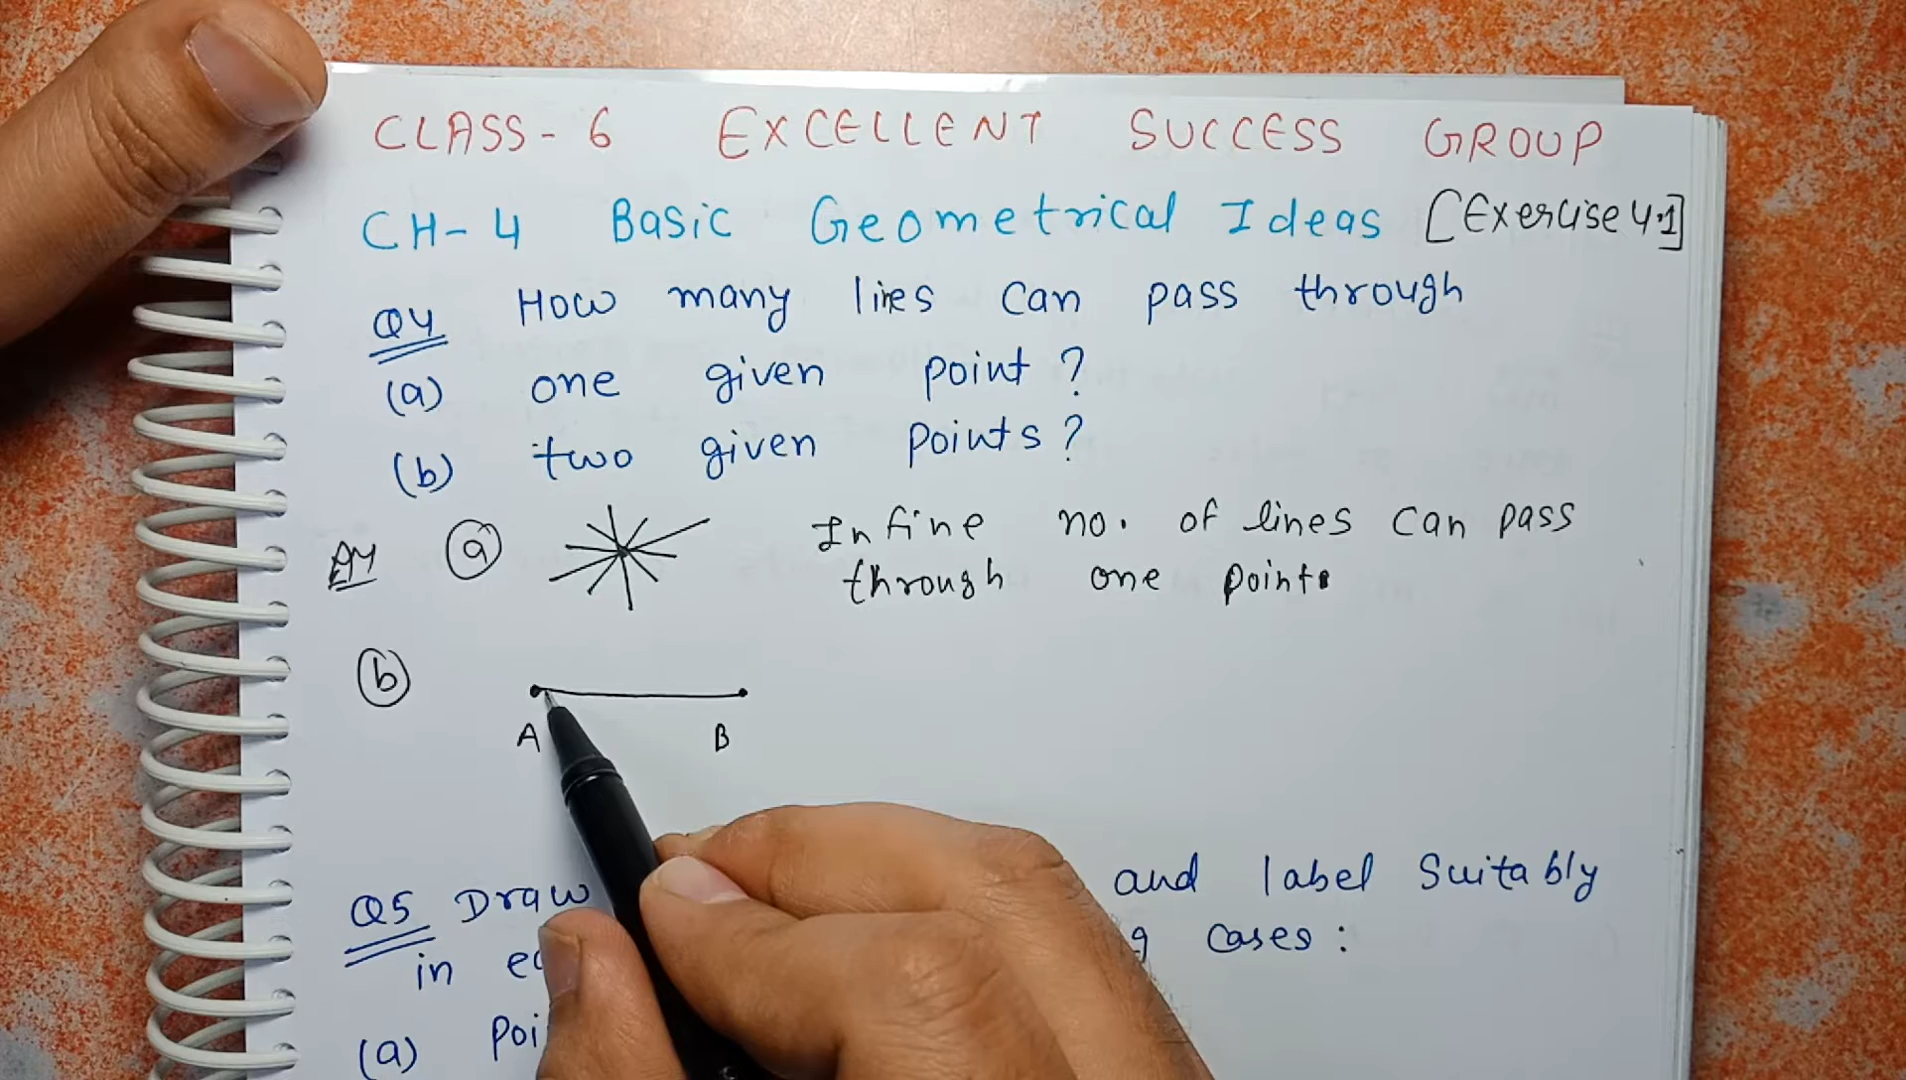 CLASS-6 EXCELLENT SUCCESS GROUP
CH-4 Basic Geometrical Ideas [Exercise 4.1]
Q4 How many lines can pass through
(a) one given point?
(b) two given points?
A4 (a) Infine no. of lines can pass
through one point.
(b)
A B
Q5 Draw and label Suitably
in cases:
(a)